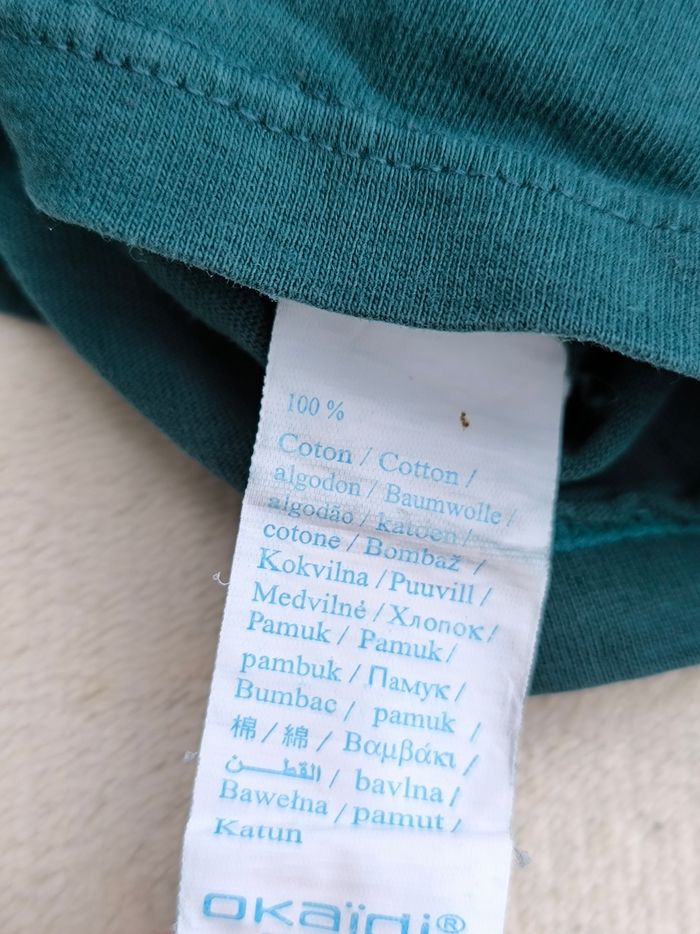 100 %
Coton / Cotton /
algodon / Baumwolle /
algodão / katoen /
cotone / Bombaž /
Kokvilna / Puuvill /
Medvilnė / Хлопок /
Pamuk / Pamuk /
pambuk / Памук /
Bumbac / pamuk /
棉 / 綿 / Βαμβάκι /
القطـــن / bavlna /
Bawełna / pamut /
Katun
OKAïDI®